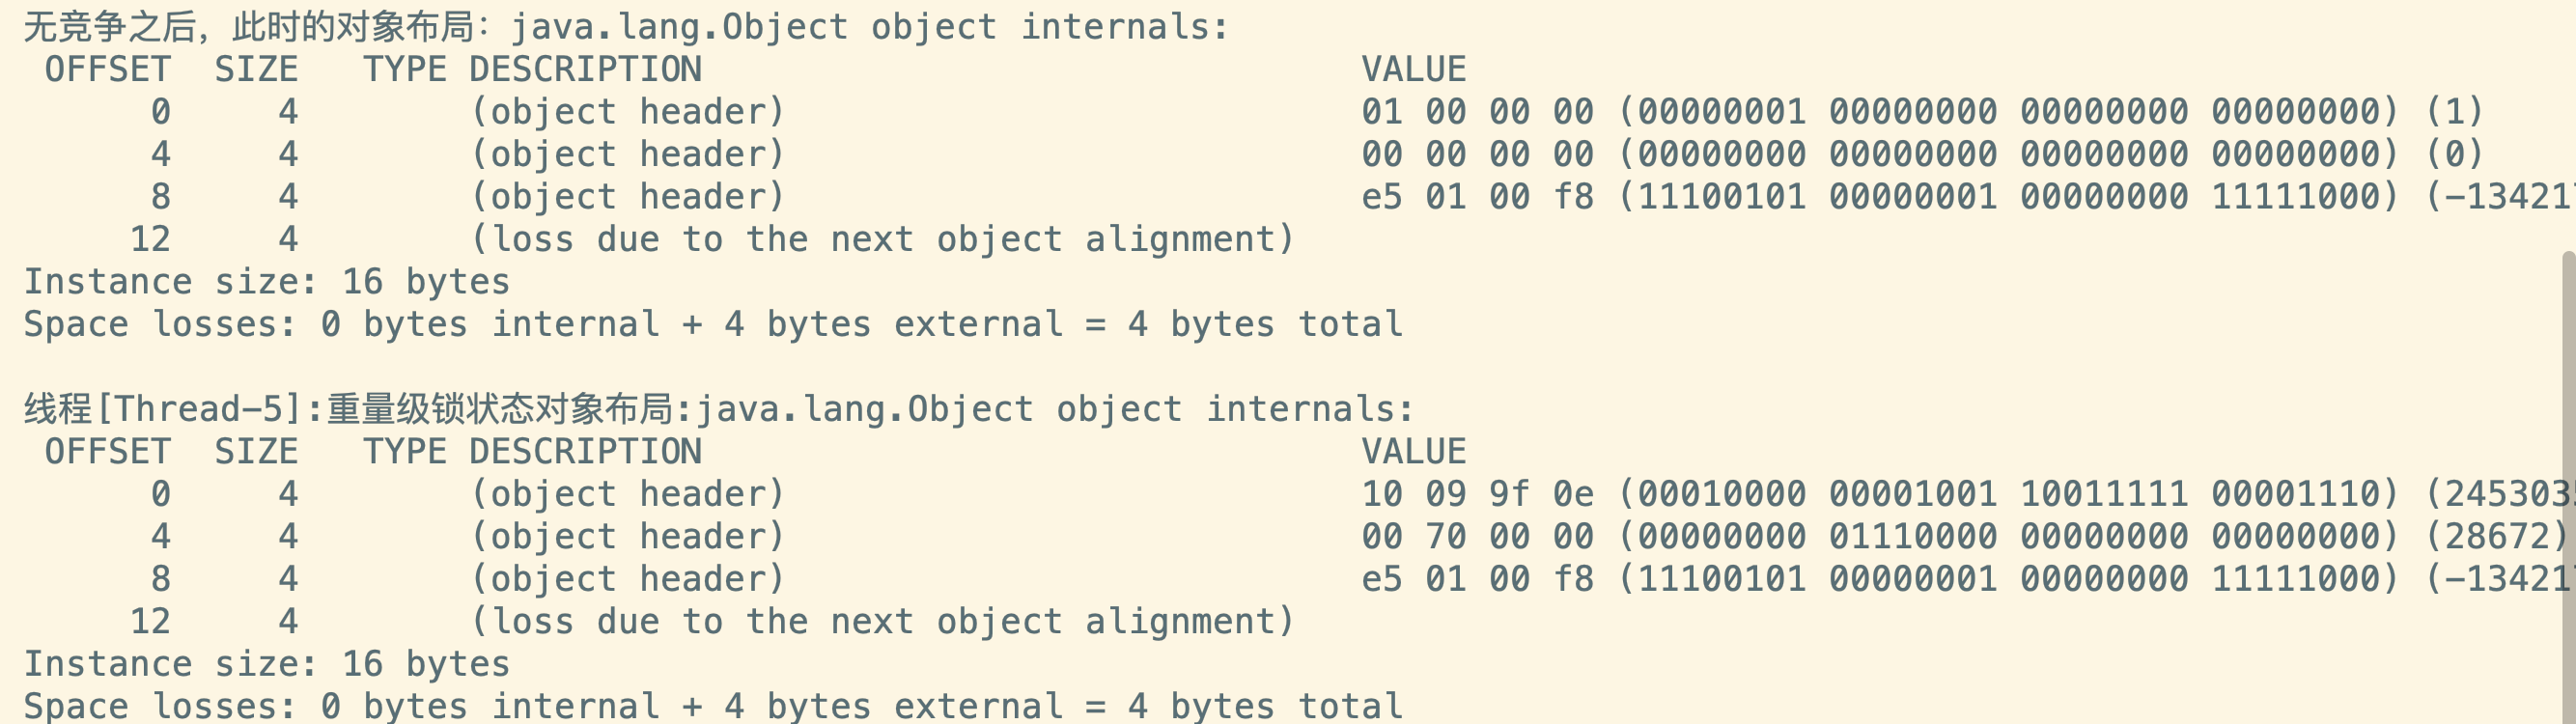 无竞争之后，此时的对象布局：java.lang.Object object internals:
OFFSET SIZE TYPE DESCRIPTION VALUE
0 4 (object header) 01 00 00 00 (00000001 00000000 00000000 00000000) (1)
4 4 (object header) 00 00 00 00 (00000000 00000000 00000000 00000000) (0)
8 4 (object header) e5 01 00 f8 (11100101 00000001 00000000 11111000) (-13421
12 4 (loss due to the next object alignment)
Instance size: 16 bytes
Space losses: 0 bytes internal + 4 bytes external = 4 bytes total
线程[Thread-5]:重量级锁状态对象布局:java.lang.Object object internals:
OFFSET SIZE TYPE DESCRIPTION VALUE
0 4 (object header) 10 09 9f 0e (00010000 00001001 10011111 00001110) (245303
4 4 (object header) 00 70 00 00 (00000000 01110000 00000000 00000000) (28672)
8 4 (object header) e5 01 00 f8 (11100101 00000001 00000000 11111000) (-13421
12 4 (loss due to the next object alignment)
Instance size: 16 bytes
Space losses: 0 bytes internal + 4 bytes external = 4 bytes total